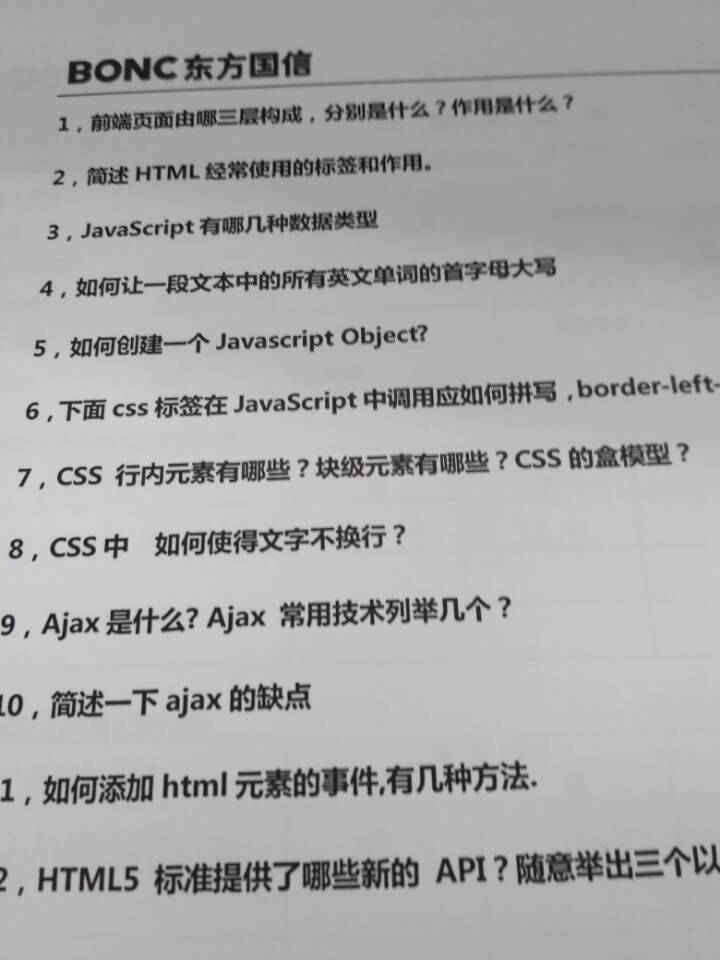 BONC东方国信
1，前端页面由哪三层构成，分别是什么？作用是什么？
2，简述 HTML 经常使用的标签和作用。
3，JavaScript 有哪几种数据类型
4，如何让一段文本中的所有英文单词的首字母大写
5，如何创建一个 Javascript Object?
6，下面 css 标签在 JavaScript 中调用应如何拼写，border-left-
7，CSS 行内元素有哪些？块级元素有哪些？CSS 的盒模型？
8，CSS 中 如何使得文字不换行？
9，Ajax 是什么? Ajax 常用技术列举几个？
10，简述一下 ajax 的缺点
1，如何添加 html 元素的事件,有几种方法.
2，HTML5 标准提供了哪些新的 API？随意举出三个以